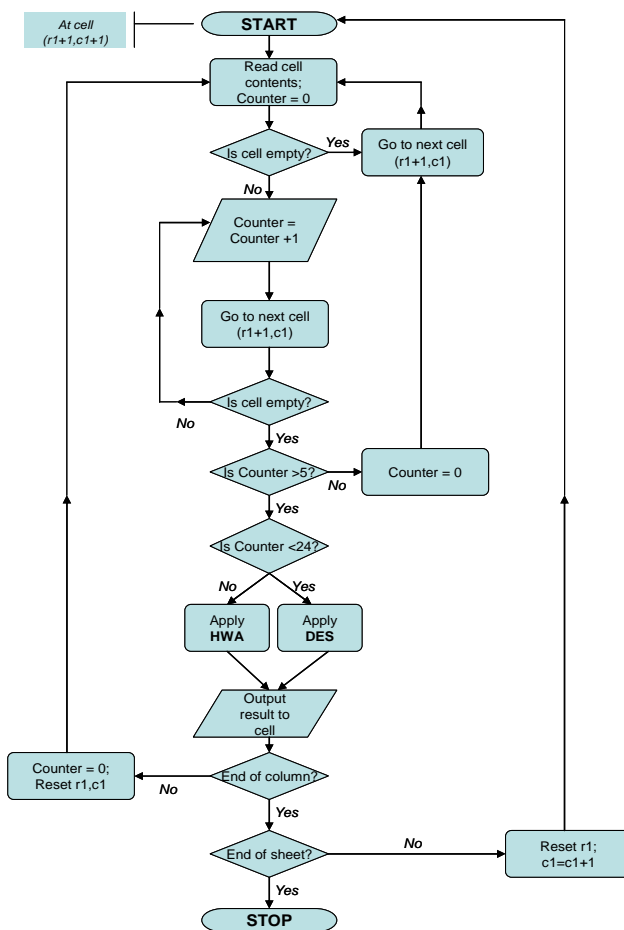 At cell
(r1+1,c1+1)
START
Read cell
contents;
Counter = 0
Is cell empty?
Yes
Go to next cell
(r1+1,c1)
No
Counter =
Counter +1
Go to next cell
(r1+1,c1)
Is cell empty?
No
Yes
Is Counter >5?
No
Counter = 0
Yes
Is Counter <24?
No
Yes
Apply
HWA
Apply
DES
Output
result to
cell
End of column?
No
Counter = 0;
Reset r1,c1
Yes
End of sheet?
No
Reset r1;
c1=c1+1
Yes
STOP